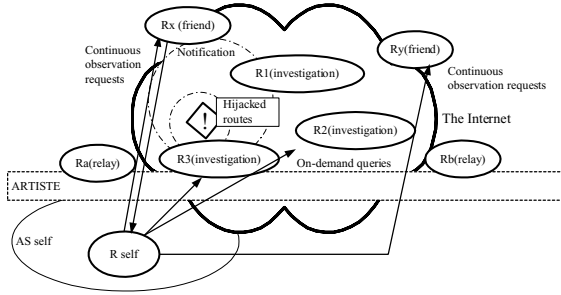 Rx (friend)
Continuous
observation
requests
Notification
Ry(friend)
Continuous
observation requests
R1(investigation)
Hijacked
routes
!
R2(investigation)
The Internet
Ra(relay)
R3(investigation)
On-demand queries
Rb(relay)
ARTISTE
AS self
R self